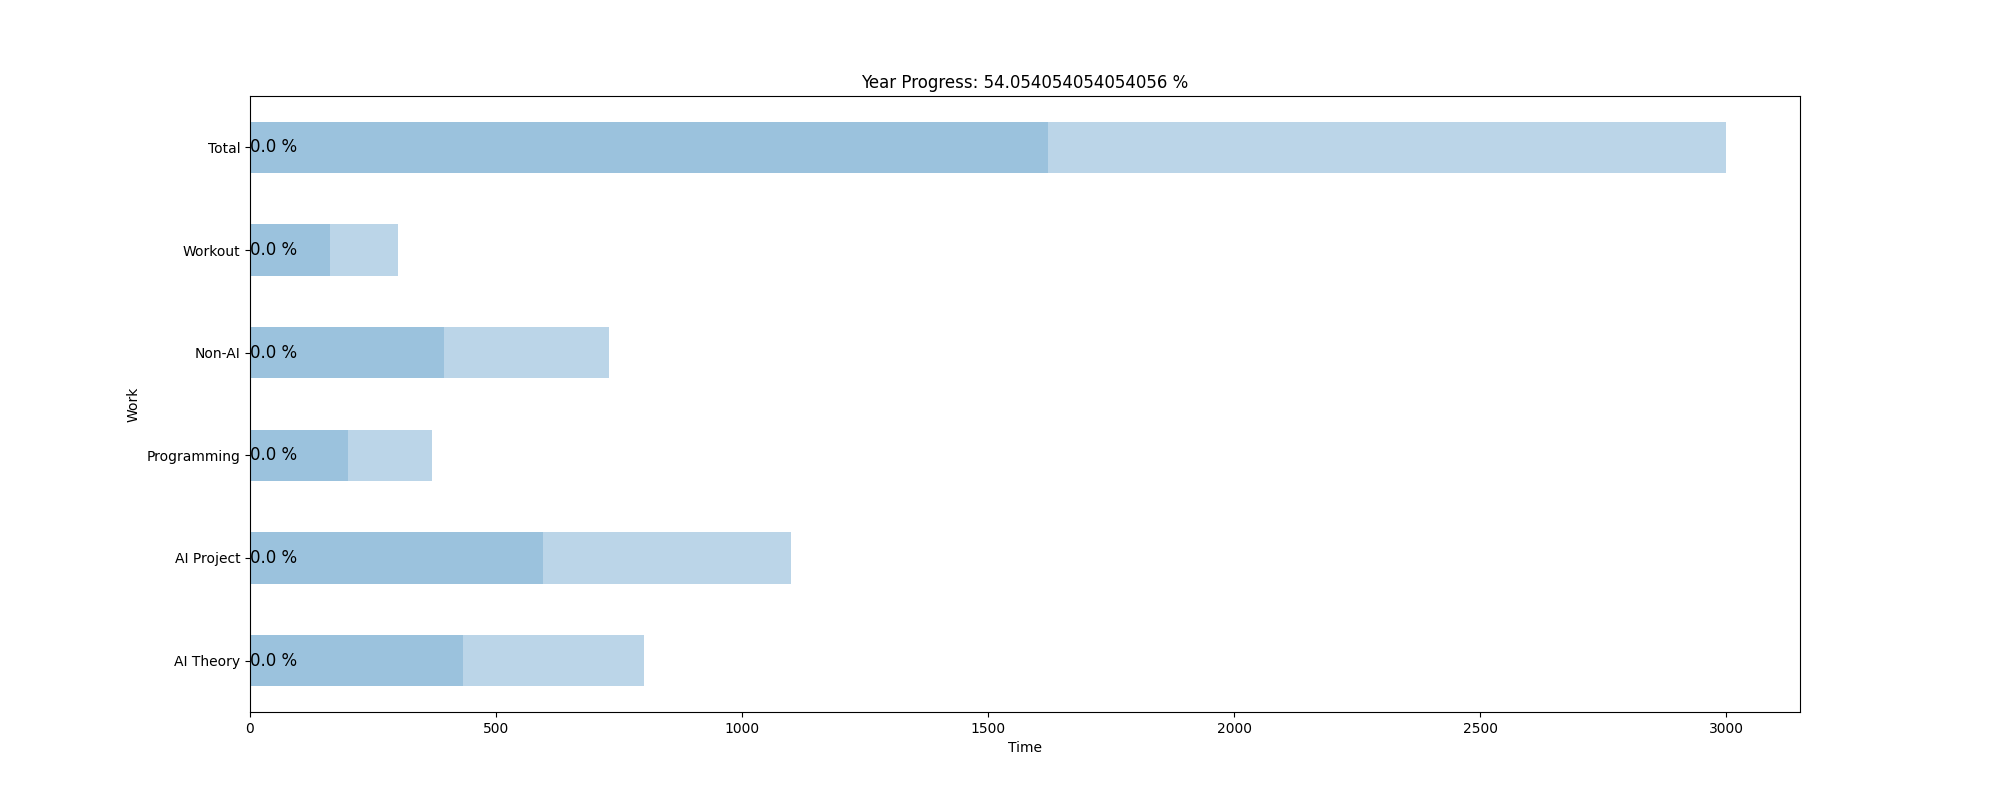 Year Progress: 54.054054054054056 %
Total 0.0 %
Workout 0.0 %
Non-AI 0.0 %
Work
Programming 0.0 %
AI Project 0.0 %
AI Theory 0.0 %
0 500 1000 1500 2000 2500 3000
Time